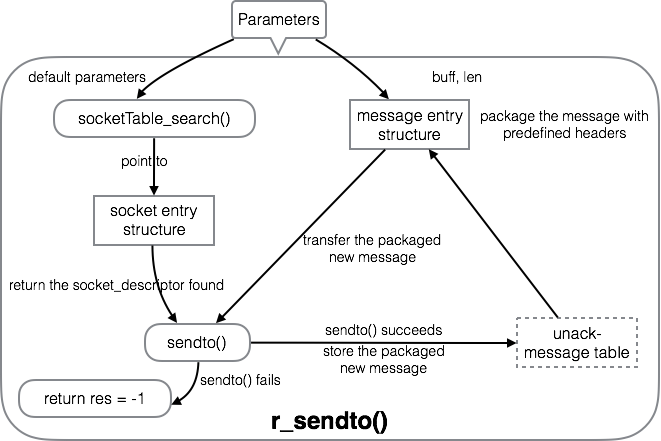 Parameters
default parameters
buff, len
socketTable_search()
message entry
structure
package the message with
predefined headers
point to
socket entry
structure
transfer the packaged
new message
return the socket_descriptor found
sendto()
sendto() succeeds
store the packaged
new message
unack-
message table
sendto() fails
return res = -1
r_sendto()